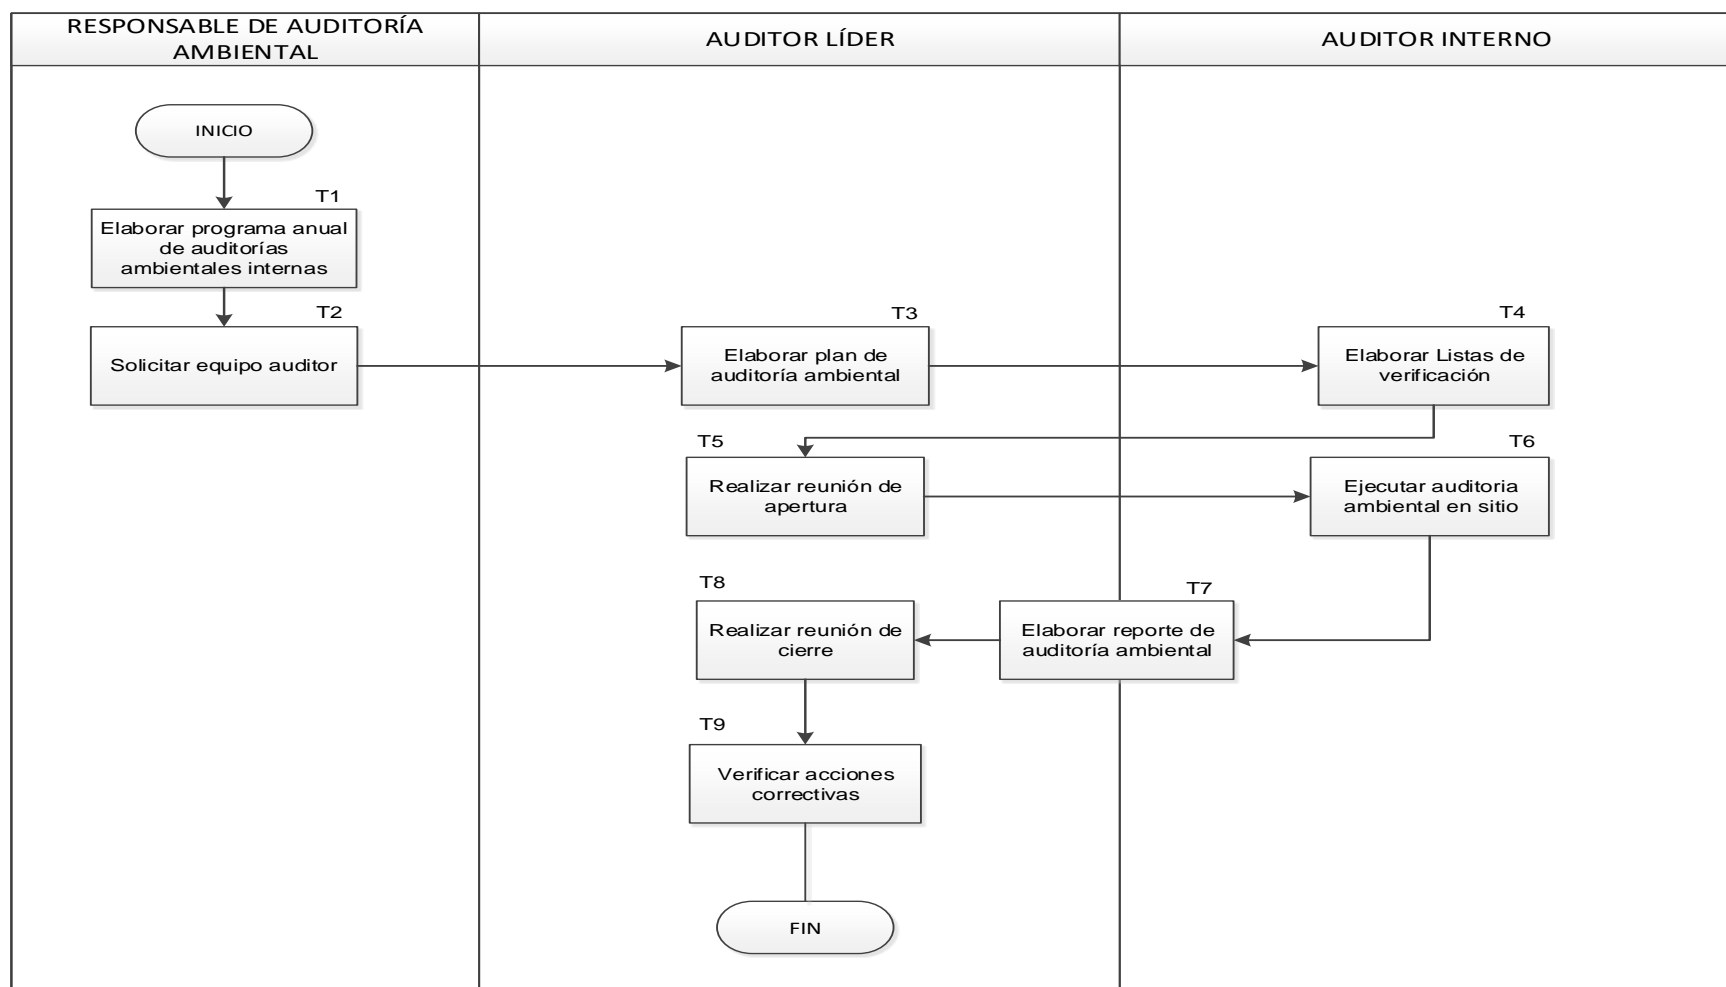 RESPONSABLE DE AUDITORÍA
AMBIENTAL
AUDITOR LÍDER
AUDITOR INTERNO
INICIO
T1
Elaborar programa anual
de auditorías
ambientales internas
T2
Solicitar equipo auditor
T3
Elaborar plan de
auditoría ambiental
T4
Elaborar Listas de
verificación
T5
Realizar reunión de
apertura
T6
Ejecutar auditoria
ambiental en sitio
T7
Elaborar reporte de
auditoría ambiental
T8
Realizar reunión de
cierre
T9
Verificar acciones
correctivas
FIN